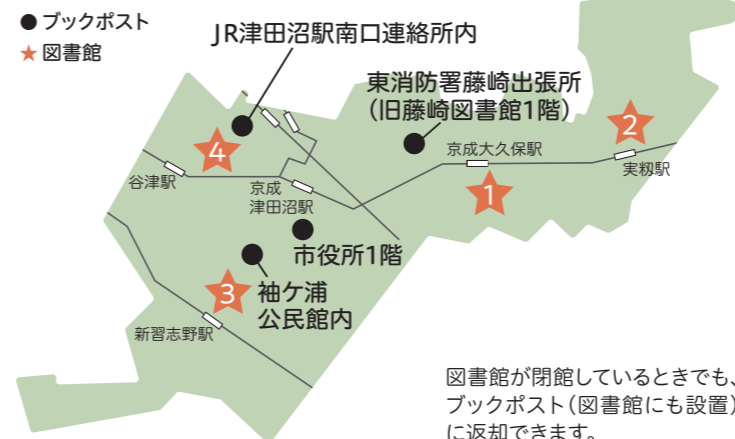 ●ブックポスト
★図書館
JR津田沼駅南口連絡所内
東消防署藤崎出張所
（旧藤崎図書館1階）
2
4
京成大久保駅
実籾駅
谷津駅
京成
津田沼駅
1
市役所1階
3
袖ケ浦
公民館内
新習志野駅
図書館が閉館しているときでも、
ブックポスト（図書館にも設置）
に返却できます。